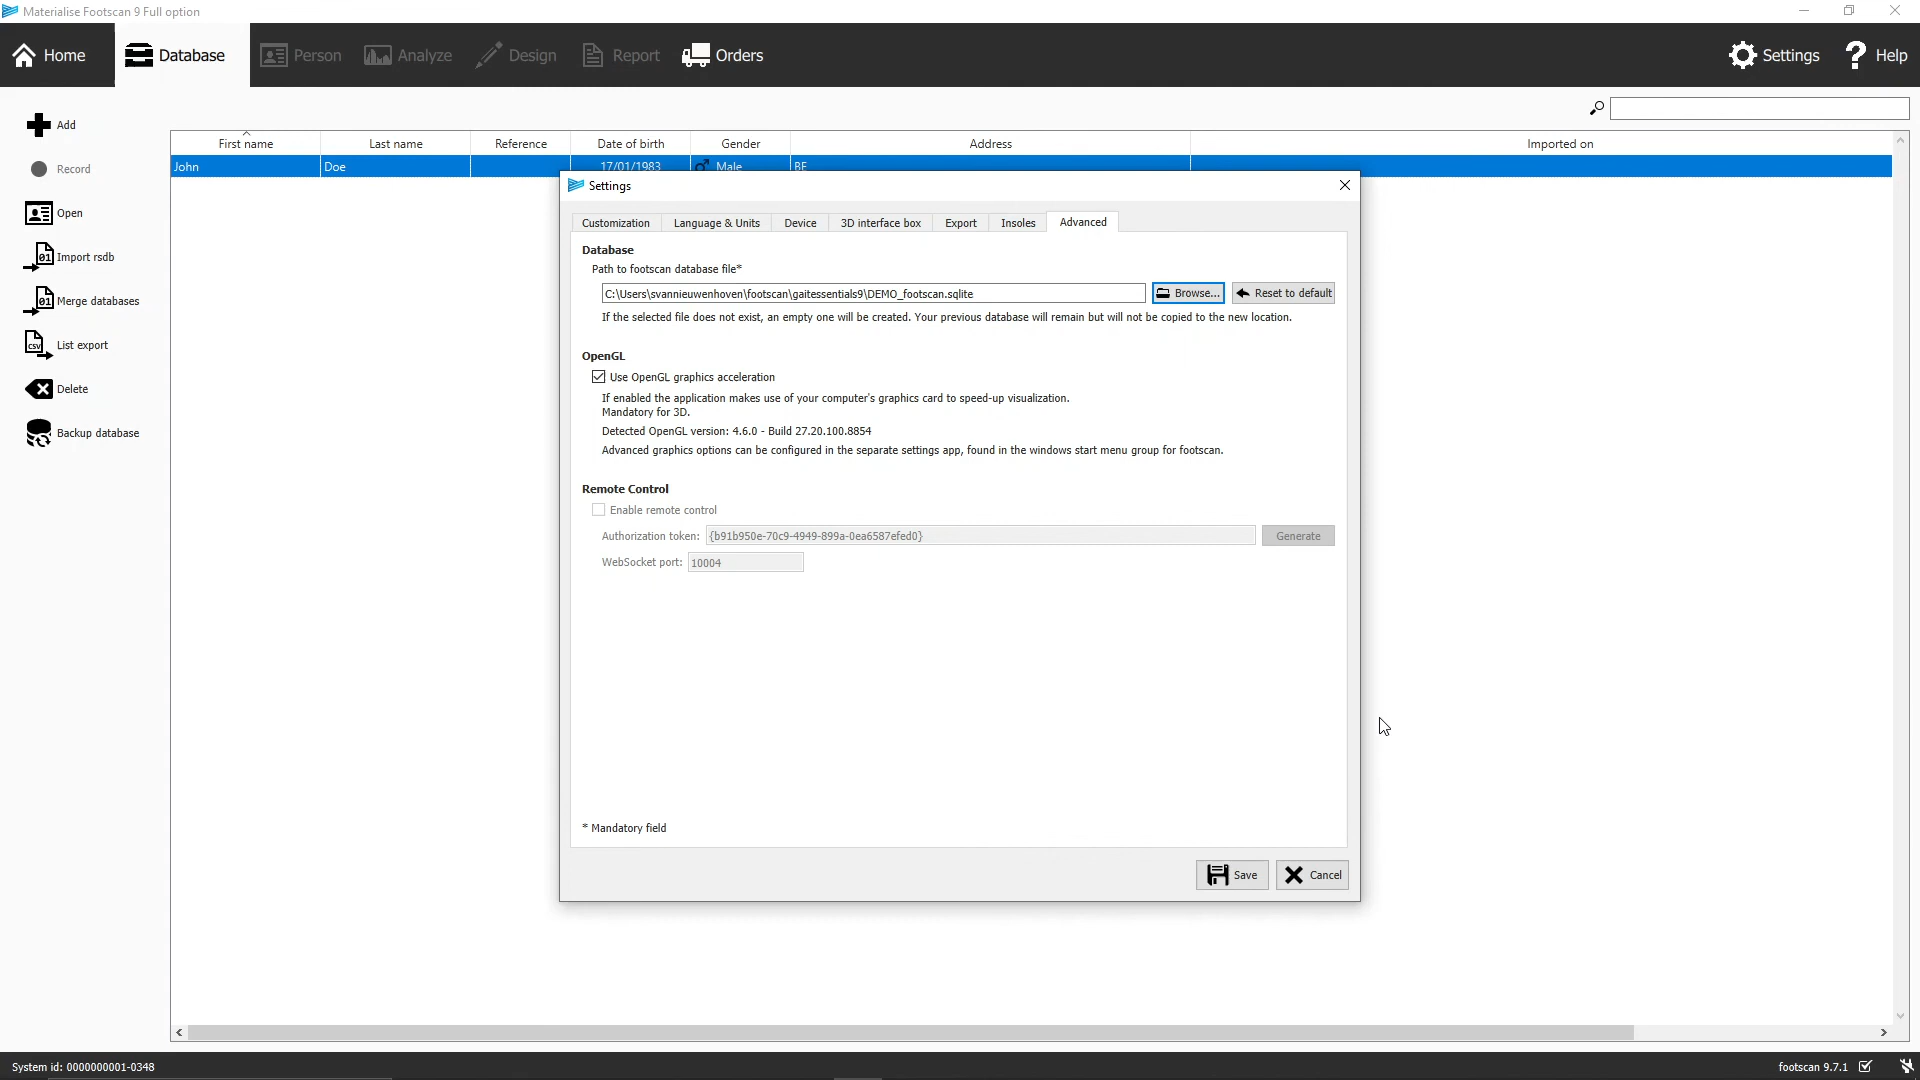 Materialise Footscan 9 Full option
Home
Database
Person
Analyze
Design
Report
Orders
Settings
Help
Add
Record
Open
Import rsdb
Merge databases
List export
Delete
Backup database
First name Last name Reference Date of birth Gender Address Imported on
John Doe 17/01/1983 Male BE
Settings
Customization Language & Units Device 3D interface box Export Insoles Advanced
Database
Path to footscan database file*
C:\Users\svannieuwenhoven\footscan\gaitessentials9\DEMO_footscan.sqlite
Browse...
Reset to default
If the selected file does not exist, an empty one will be created. Your previous database will remain but will not be copied to the new location.
OpenGL
Use OpenGL graphics acceleration
If enabled the application makes use of your computer's graphics card to speed-up visualization.
Mandatory for 3D.
Detected OpenGL version: 4.6.0 - Build 27.20.100.8854
Advanced graphics options can be configured in the separate settings app, found in the windows start menu group for footscan.
Remote Control
Enable remote control
Authorization token: {b91b950e-70c9-4949-899a-0ea6587efed0}
Generate
WebSocket port: 10004
* Mandatory field
Save
Cancel
System id: 0000000001-0348
footscan 9.7.1